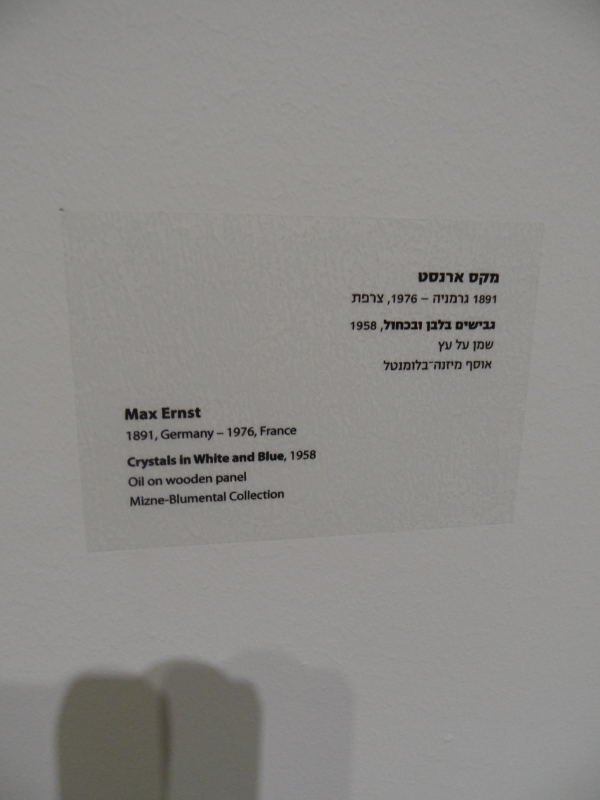 מקס ארנסט
1891 גרמניה – 1976, צרפת
גבישים בלבן ובכחול, 1958
שמן על עץ
אוסף מיזנה־בלומנטל
Max Ernst
1891, Germany – 1976, France
Crystals in White and Blue, 1958
Oil on wooden panel
Mizne-Blumental Collection